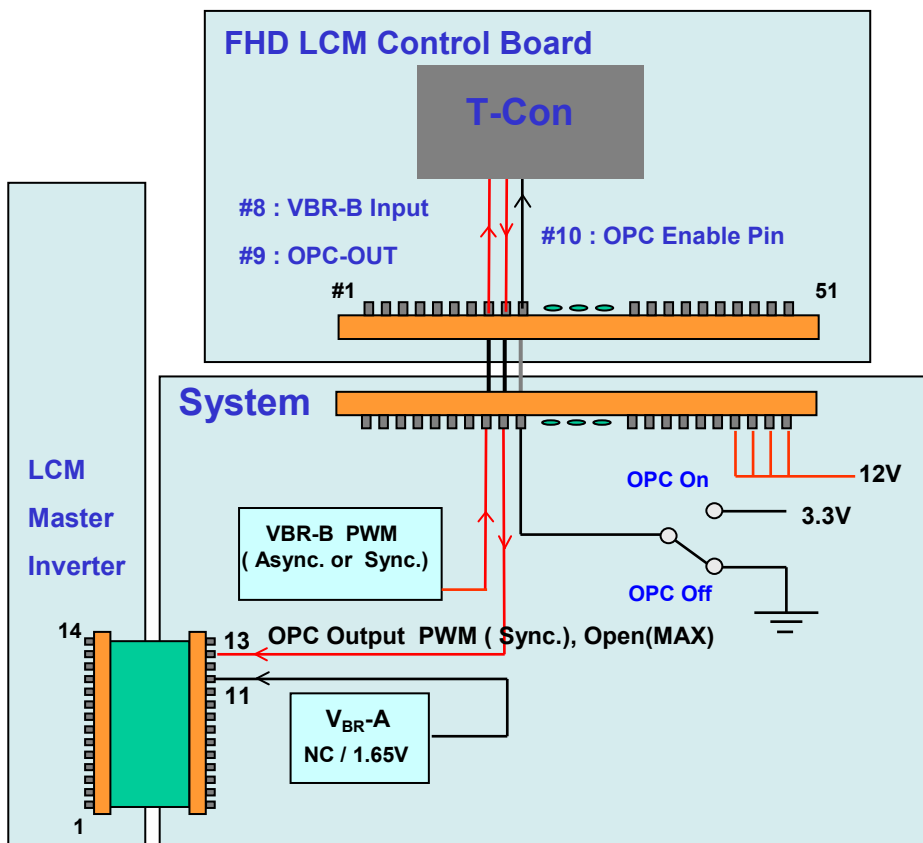 FHD LCM Control Board
T-Con
#8 : VBR-B Input
#9 : OPC-OUT
#10 : OPC Enable Pin
#1
51
System
LCM
Master
Inverter
OPC On
12V
3.3V
VBR-B PWM
( Async. or Sync.)
OPC Off
14
13
OPC Output PWM ( Sync.), Open(MAX)
11
VBR-A
NC / 1.65V
1